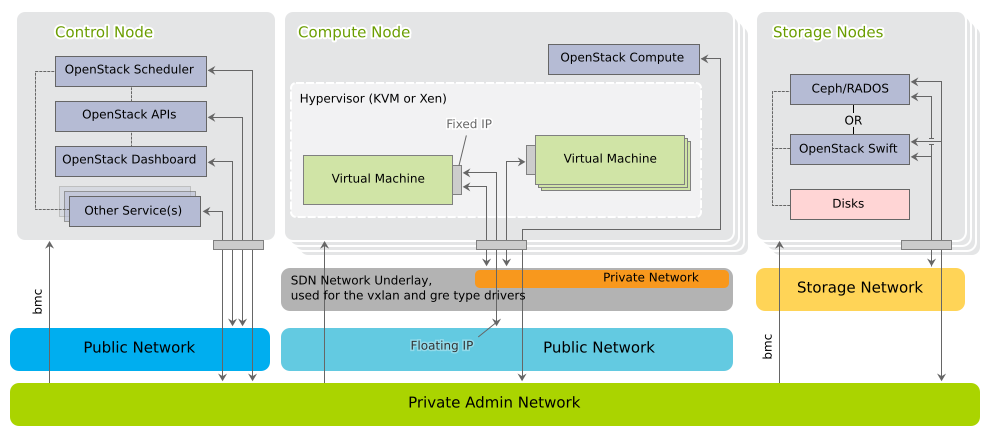 Control Node
OpenStack Scheduler
OpenStack APIs
OpenStack Dashboard
Other Service(s)
Compute Node
OpenStack Compute
Hypervisor (KVM or Xen)
Fixed IP
Virtual Machine
Virtual Machine
Storage Nodes
Ceph/RADOS
OR
OpenStack Swift
Disks
bmc
SDN Network Underlay,
used for the vxlan and gre type drivers
Private Network
Storage Network
Public Network
Floating IP
Public Network
bmc
Private Admin Network